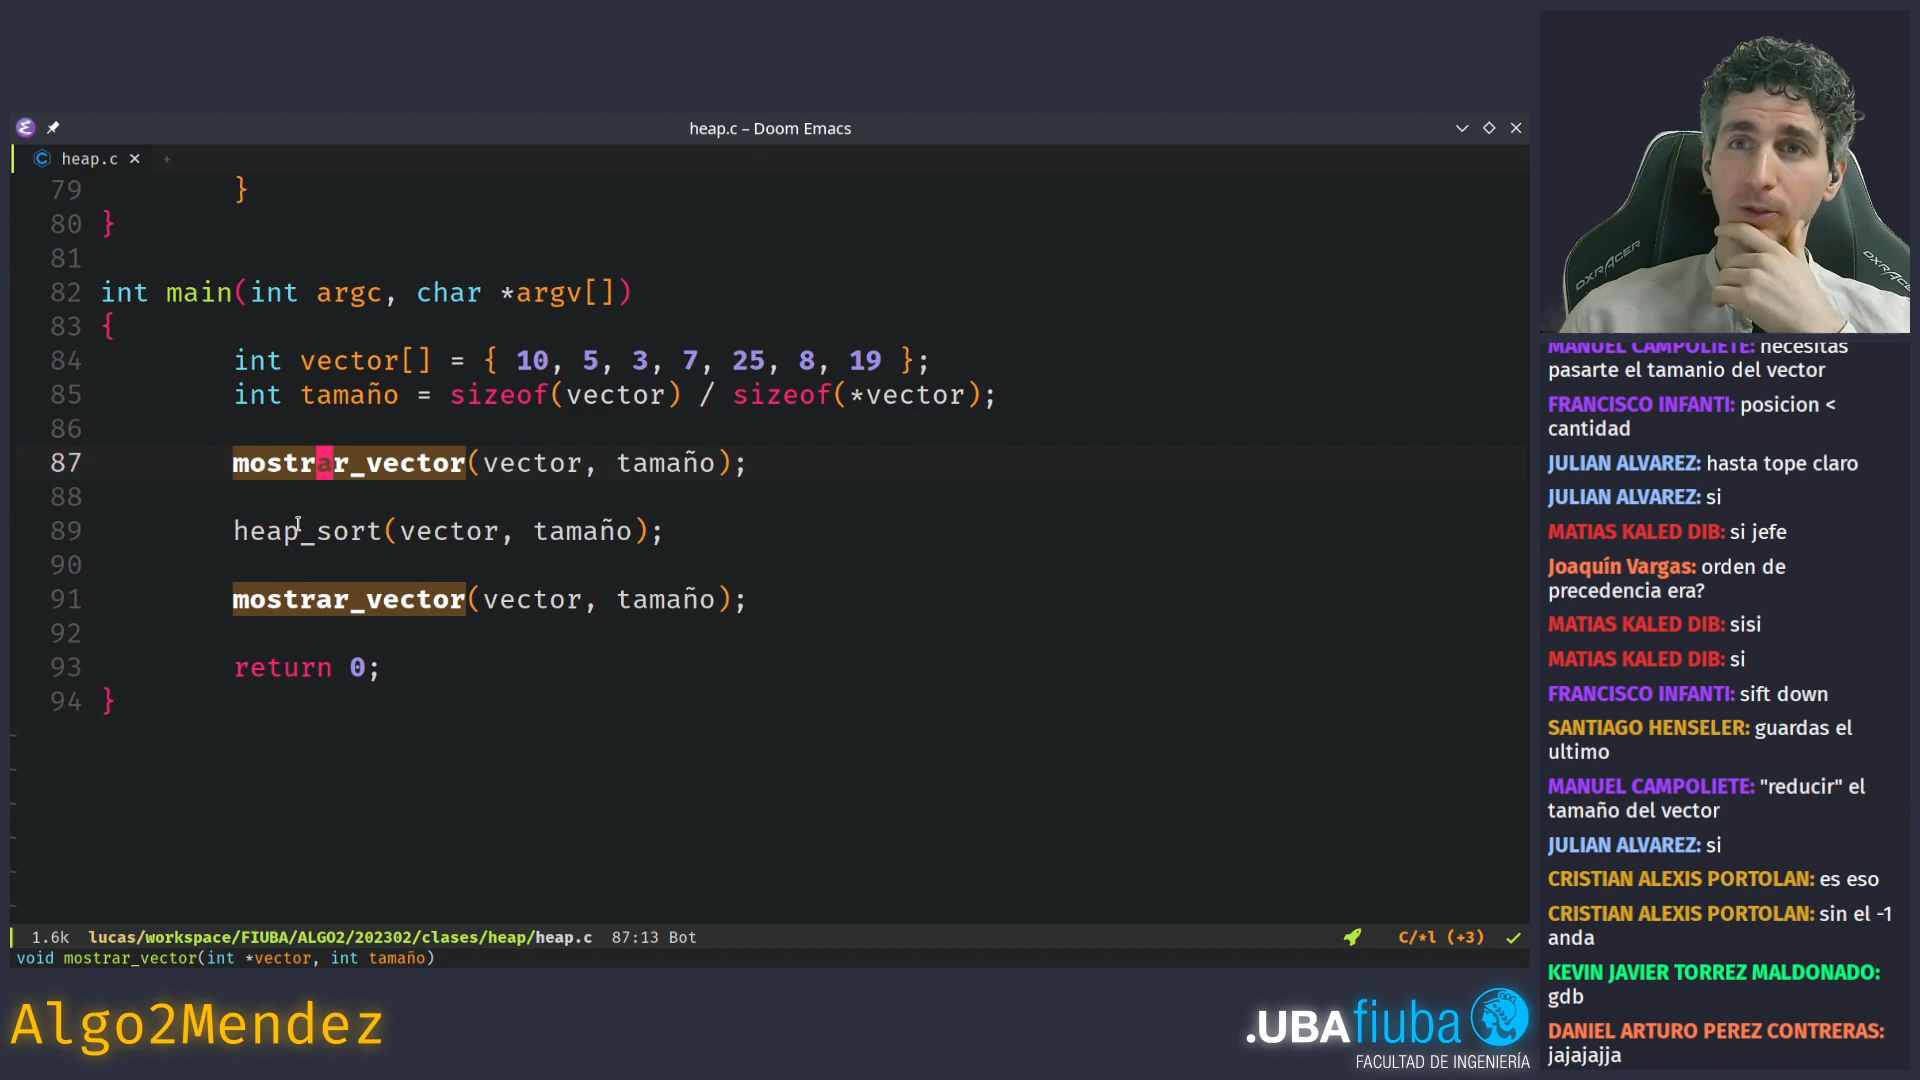 heap.c – Doom Emacs
heap.c
79 }
80 }
81
82 int main(int argc, char *argv[])
83 {
84 int vector[] = { 10, 5, 3, 7, 25, 8, 19 };
85 int tamaño = sizeof(vector) / sizeof(*vector);
86
87 mostrar_vector(vector, tamaño);
88
89 heap_sort(vector, tamaño);
90
91 mostrar_vector(vector, tamaño);
92
93 return 0;
94 }
1.6k lucas/workspace/FIUBA/ALGO2/202302/clases/heap/heap.c 87:13 Bot C/*l (+3)
void mostrar_vector(int *vector, int tamaño)
Algo2Mendez
.UBAfiuba
FACULTAD DE INGENIERÍA
DXRACER
DXRACER
MANUEL CAMPOLIETE: necesitas
pasarte el tamanio del vector
FRANCISCO INFANTI: posicion <
cantidad
JULIAN ALVAREZ: hasta tope claro
JULIAN ALVAREZ: si
MATIAS KALED DIB: si jefe
Joaquín Vargas: orden de
precedencia era?
MATIAS KALED DIB: sisi
MATIAS KALED DIB: si
FRANCISCO INFANTI: sift down
SANTIAGO HENSELER: guardas el
ultimo
MANUEL CAMPOLIETE: "reducir" el
tamaño del vector
JULIAN ALVAREZ: si
CRISTIAN ALEXIS PORTOLAN: es eso
CRISTIAN ALEXIS PORTOLAN: sin el -1
anda
KEVIN JAVIER TORREZ MALDONADO:
gdb
DANIEL ARTURO PEREZ CONTRERAS:
jajajajja